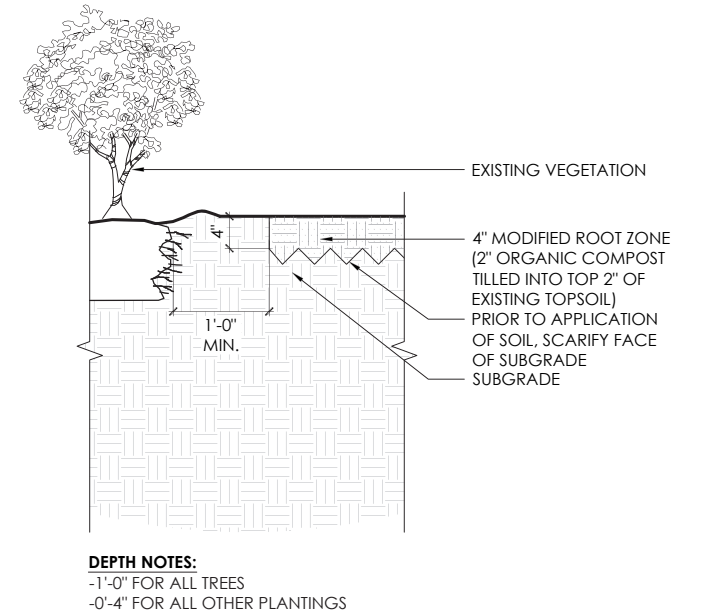 EXISTING VEGETATION
4"
4" MODIFIED ROOT ZONE
(2" ORGANIC COMPOST
TILLED INTO TOP 2" OF
EXISTING TOPSOIL)
PRIOR TO APPLICATION
OF SOIL, SCARIFY FACE
OF SUBGRADE
SUBGRADE
1'-0"
MIN.
DEPTH NOTES:
-1'-0" FOR ALL TREES
-0'-4" FOR ALL OTHER PLANTINGS